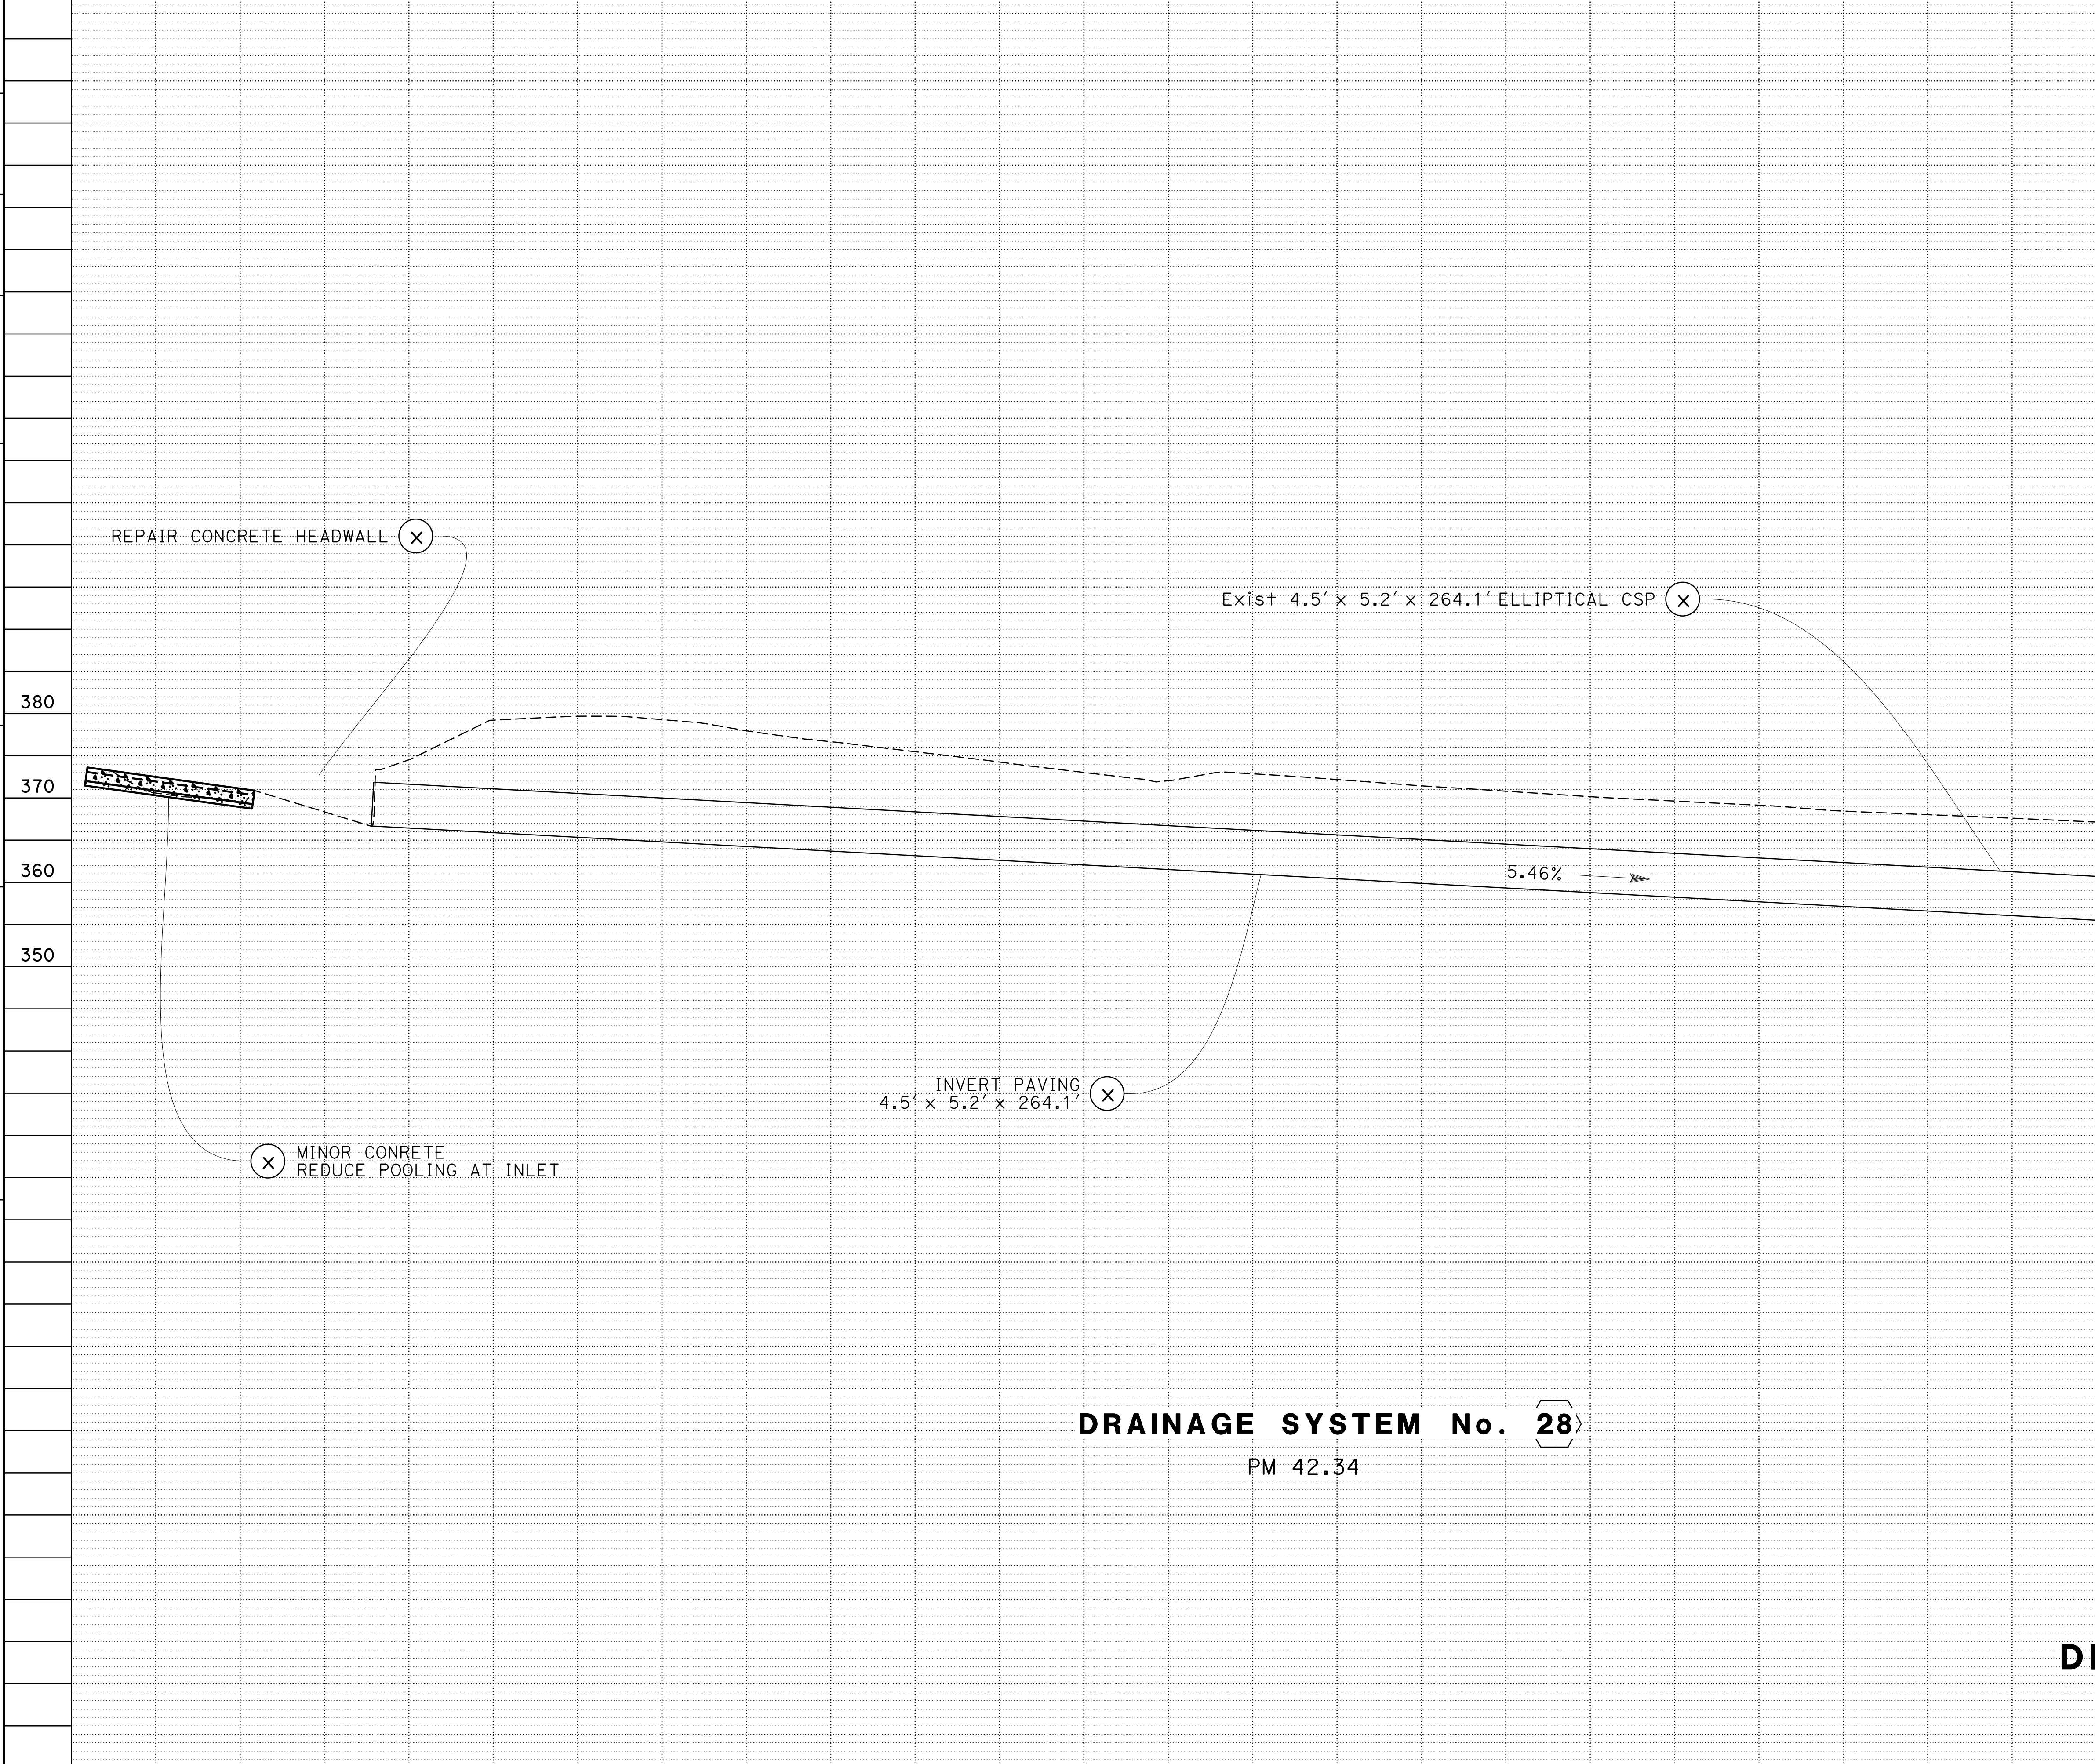 REPAIR CONCRETE HEADWALL X
Exist 4.5' x 5.2' x 264.1' ELLIPTICAL CSP X
380
370
360
5.46%
350
INVERT PAVING
4.5' x 5.2' x 264.1' X
X MINOR CONRETE
REDUCE POOLING AT INLET
DRAINAGE SYSTEM No. 28
PM 42.34